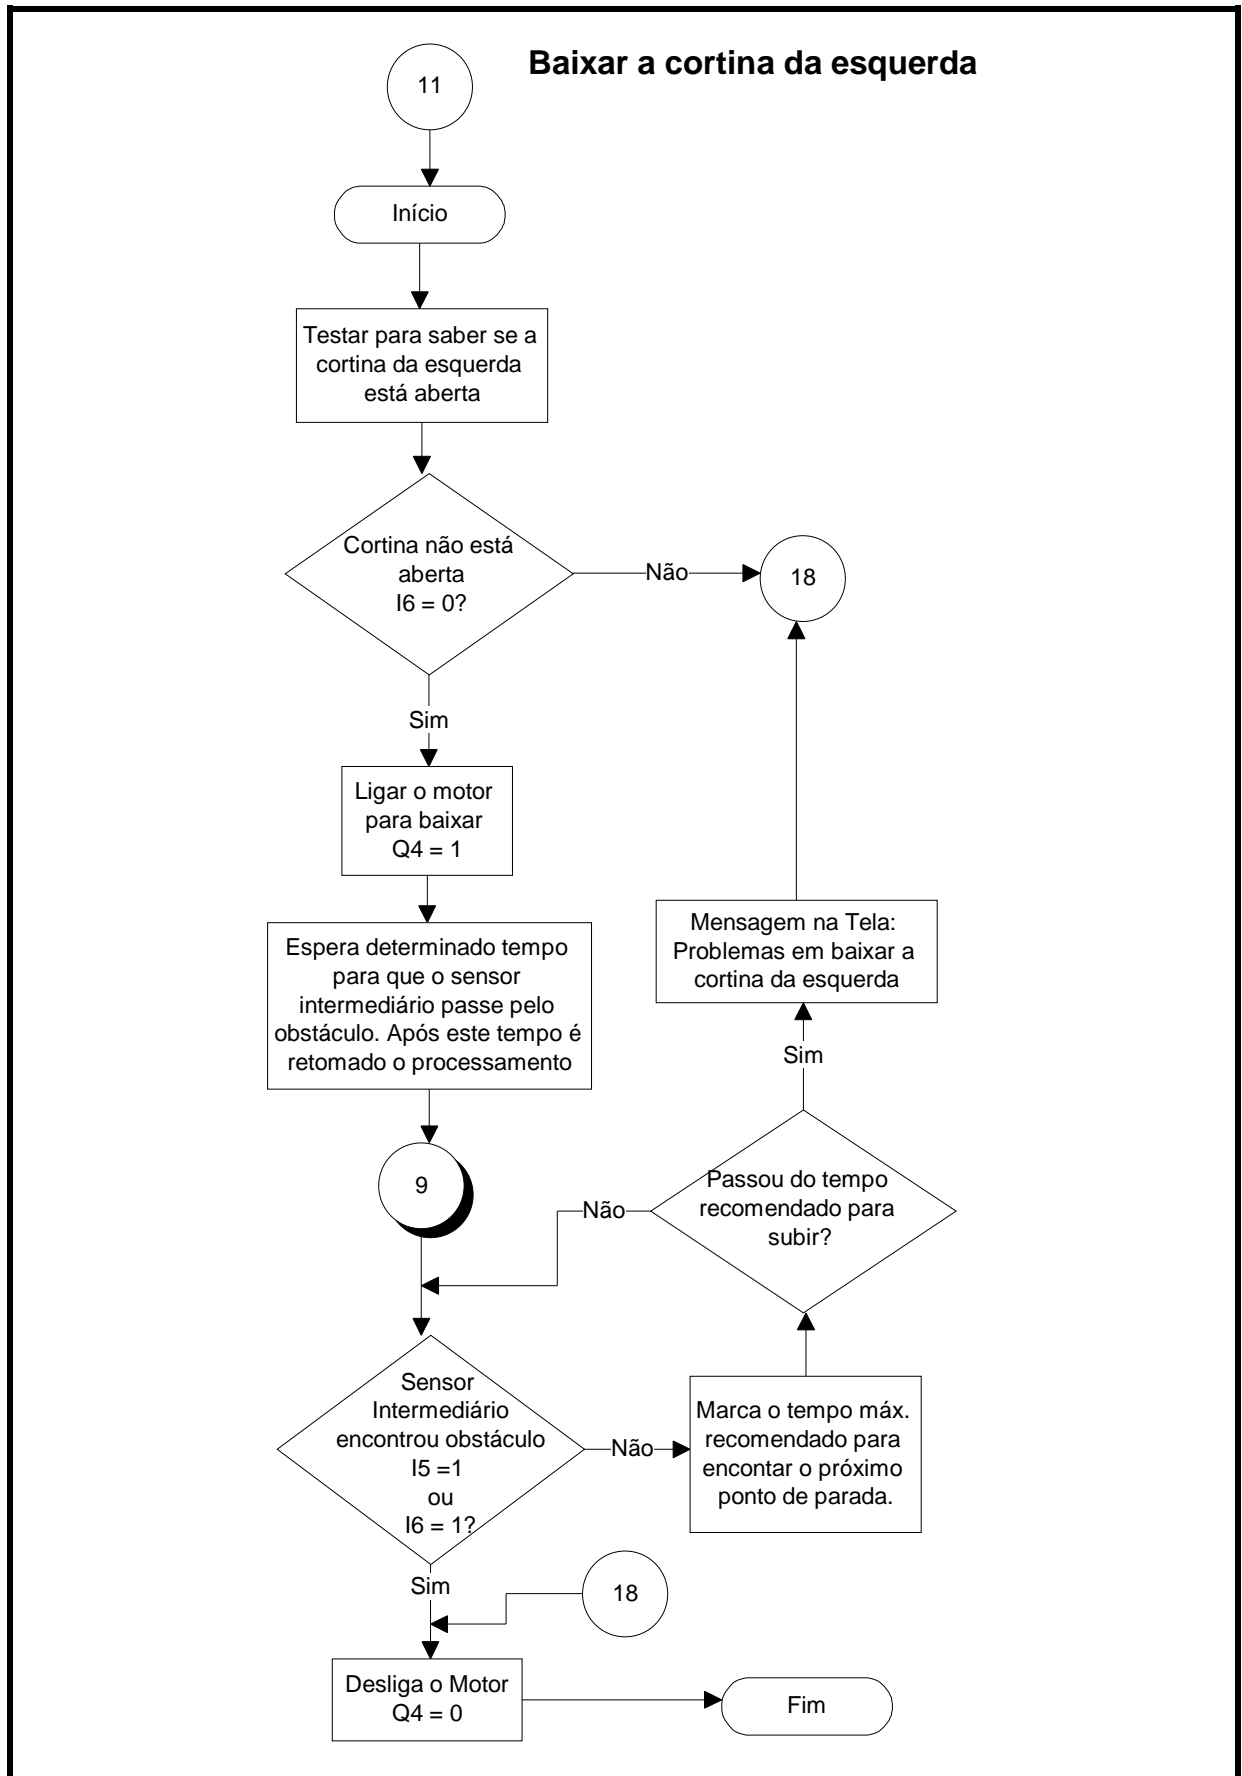 Baixar a cortina da esquerda
11
Início
Testar para saber se a
cortina da esquerda
está aberta
Cortina não está
aberta
I6 = 0?
Não
18
Sim
Ligar o motor
para baixar
Q4 = 1
Espera determinado tempo
para que o sensor
intermediário passe pelo
obstáculo. Após este tempo é
retomado o processamento
Mensagem na Tela:
Problemas em baixar a
cortina da esquerda
Sim
9
Passou do tempo
recomendado para
subir?
Não
Sensor
Intermediário
encontrou obstáculo
I5 =1
ou
I6 = 1?
Não
Marca o tempo máx.
recomendado para
encontar o próximo
ponto de parada.
Sim
18
Desliga o Motor
Q4 = 0
Fim